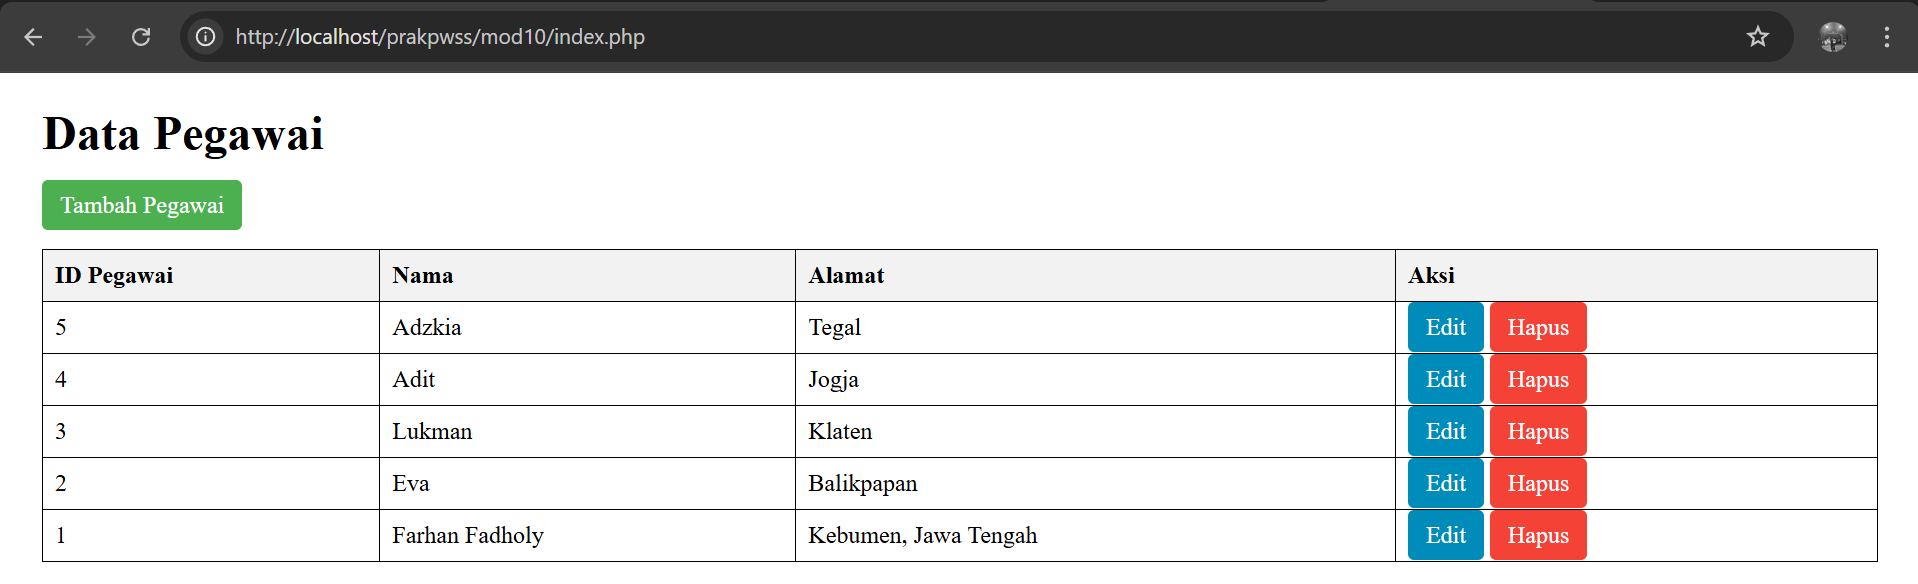 http://localhost/prakpwss/mod10/index.php
Data Pegawai
Tambah Pegawai
ID Pegawai Nama Alamat Aksi
5 Adzkia Tegal Edit Hapus
4 Adit Jogja Edit Hapus
3 Lukman Klaten Edit Hapus
2 Eva Balikpapan Edit Hapus
1 Farhan Fadholy Kebumen, Jawa Tengah Edit Hapus